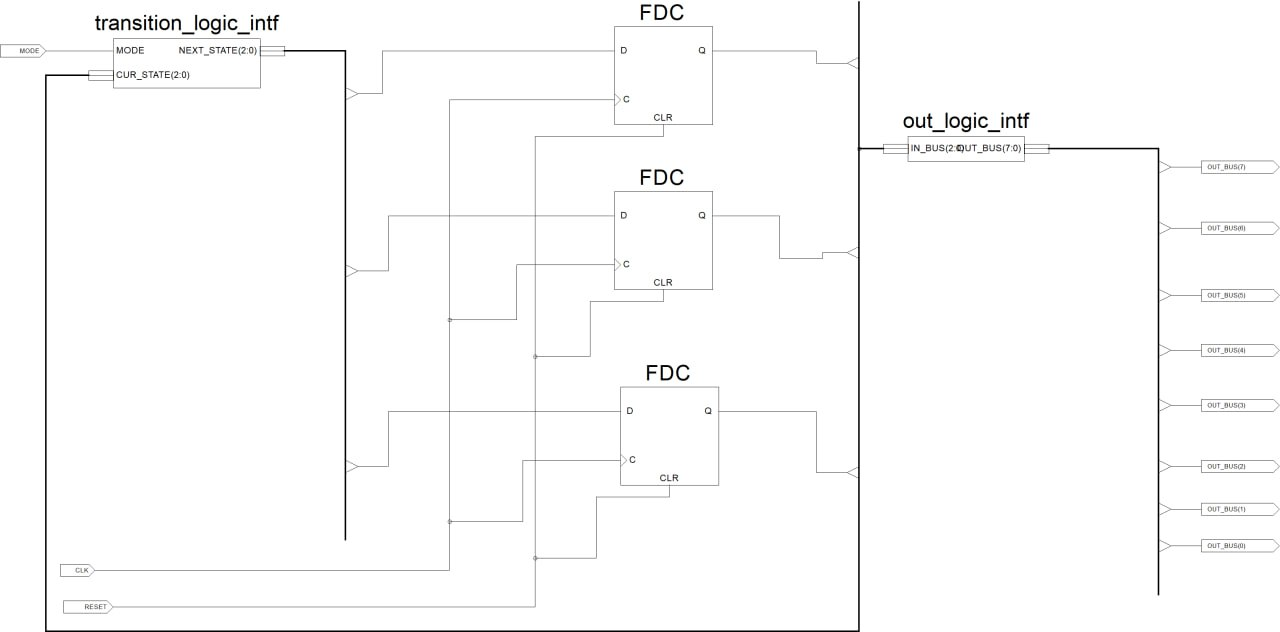 transition_logic_intf
MODE
MODE NEXT_STATE(2:0)
CUR_STATE(2:0)
FDC
D Q
C
CLR
FDC
D Q
C
CLR
FDC
D Q
C
CLR
CLK
RESET
out_logic_intf
IN_BUS(2:0) OUT_BUS(7:0)
OUT_BUS(7)
OUT_BUS(6)
OUT_BUS(5)
OUT_BUS(4)
OUT_BUS(3)
OUT_BUS(2)
OUT_BUS(1)
OUT_BUS(0)